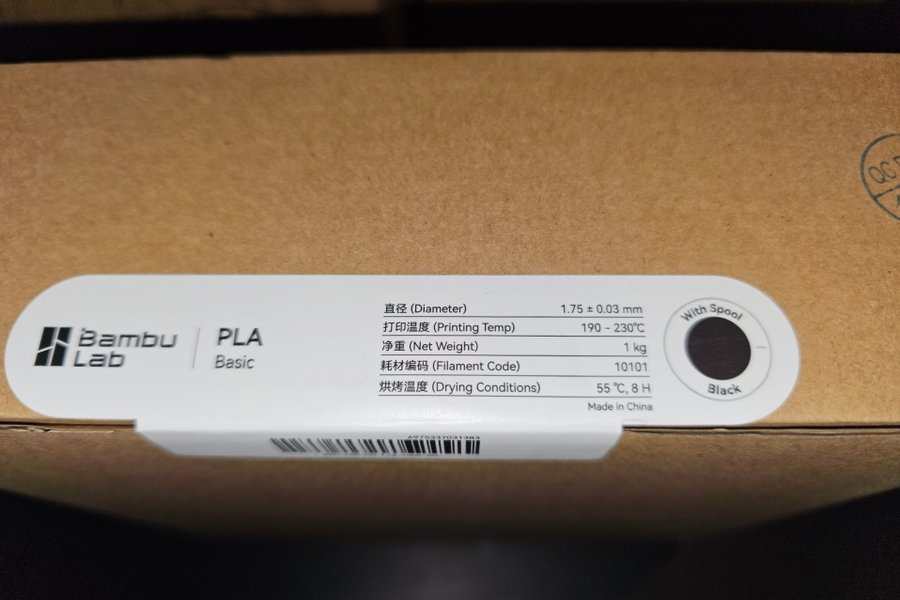 Bambu
Lab
PLA
Basic
直径 (Diameter) 1.75 ± 0.03 mm
打印温度 (Printing Temp) 190 - 230℃
净重 (Net Weight) 1 kg
耗材编码 (Filament Code) 10101
烘烤温度 (Drying Conditions) 55 ℃, 8 H
Made in China
With Spool
Black
6975337031383
QC